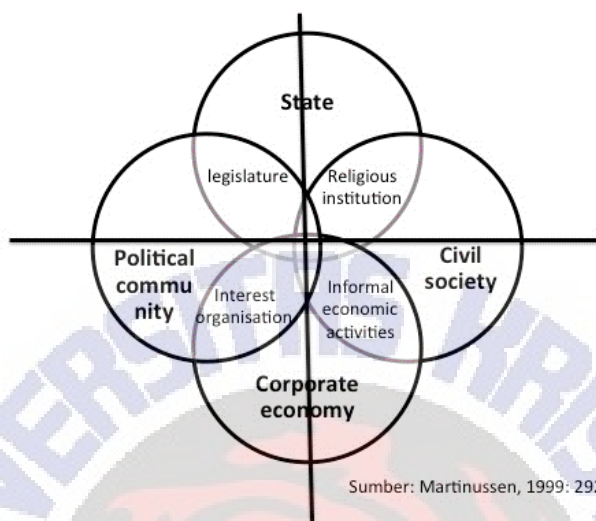 State
legislature
Religious
institution
Political
commu
nity
Civil
society
Interest
organisation
Informal
economic
activities
Corporate
economy
Sumber: Martinussen, 1999: 292